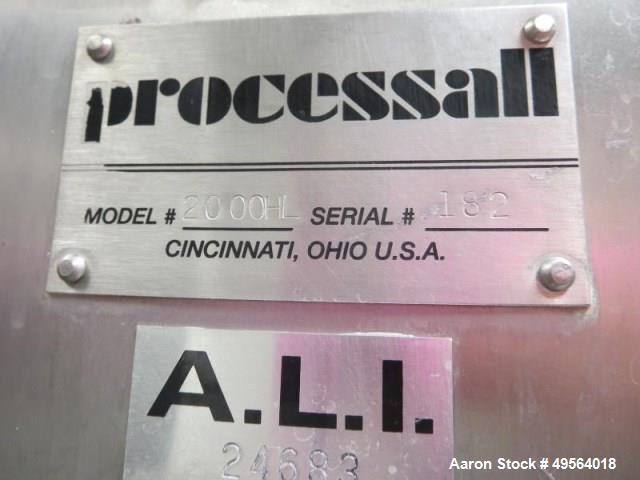 processall
MODEL # 2000HL SERIAL # 182
CINCINNATI, OHIO U.S.A.
A.L.I.
24683
Aaron Stock # 49564018